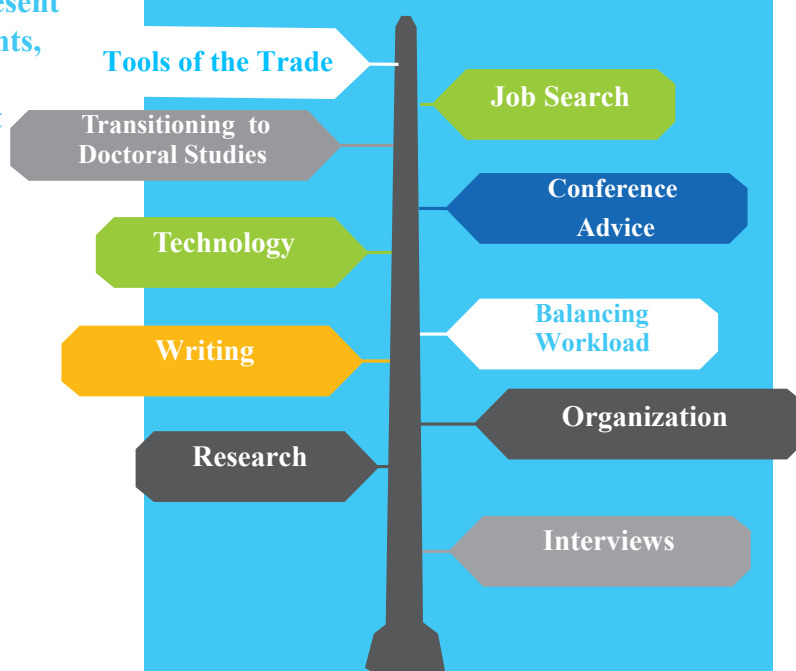 nts,
Tools of the Trade
Job Search
Transitioning to
Doctoral Studies
Conference
Advice
Technology
Balancing
Workload
Writing
Organization
Research
Interviews